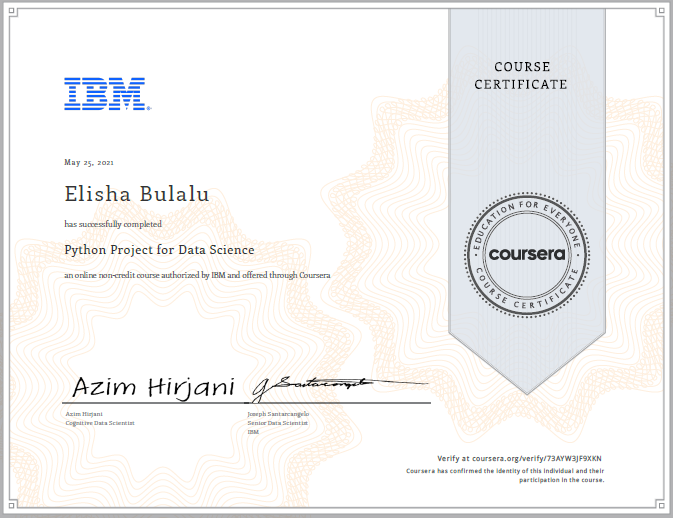 COURSE
CERTIFICATE
IBM®
May 25, 2021
Elisha Bulalu
has successfully completed
Python Project for Data Science
an online non-credit course authorized by IBM and offered through Coursera
EDUCATION FOR EVERYONE
coursera
COURSE CERTIFICATE
Azim Hirjani
J Santarcangelo
Azim Hirjani
Cognitive Data Scientist
Joseph Santarcangelo
Senior Data Scientist
IBM
Verify at coursera.org/verify/73AYW3JF9XKN
Coursera has confirmed the identity of this individual and their
participation in the course.